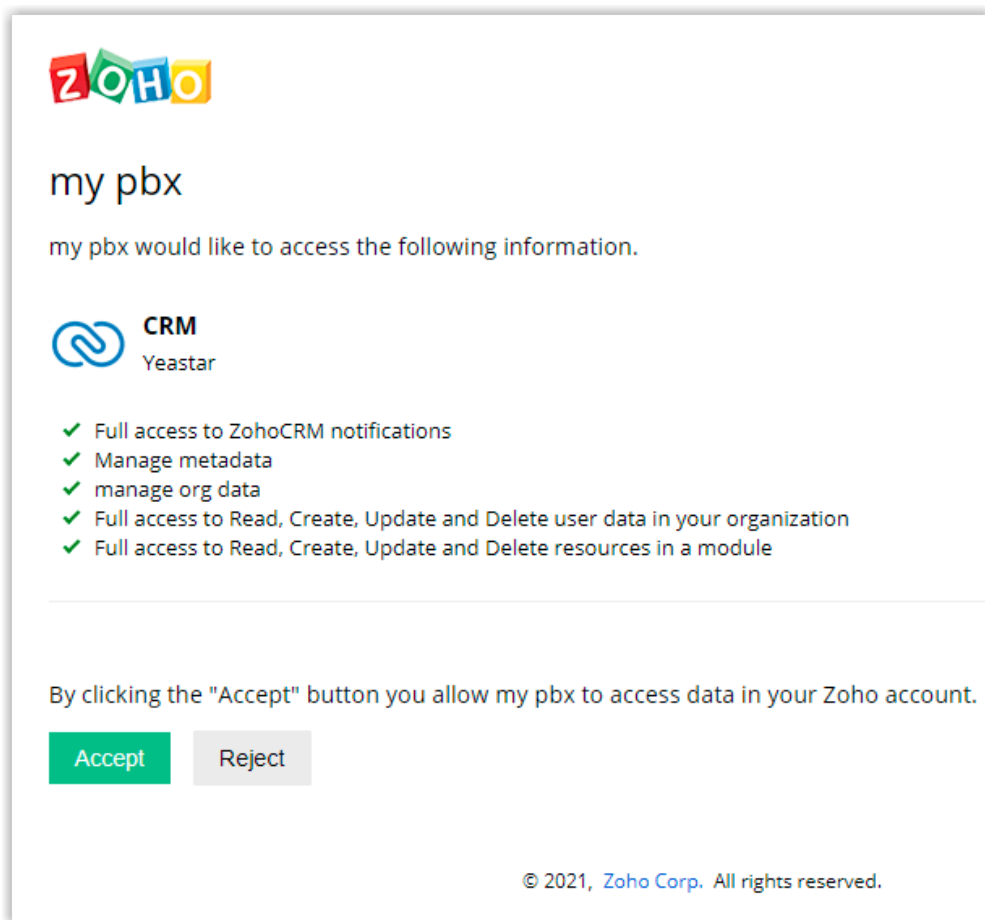 ZOHO
my pbx
my pbx would like to access the following information.
CRM
Yeastar
Full access to ZohoCRM notifications
Manage metadata
manage org data
Full access to Read, Create, Update and Delete user data in your organization
Full access to Read, Create, Update and Delete resources in a module
By clicking the "Accept" button you allow my pbx to access data in your Zoho account.
Accept Reject
© 2021, Zoho Corp. All rights reserved.